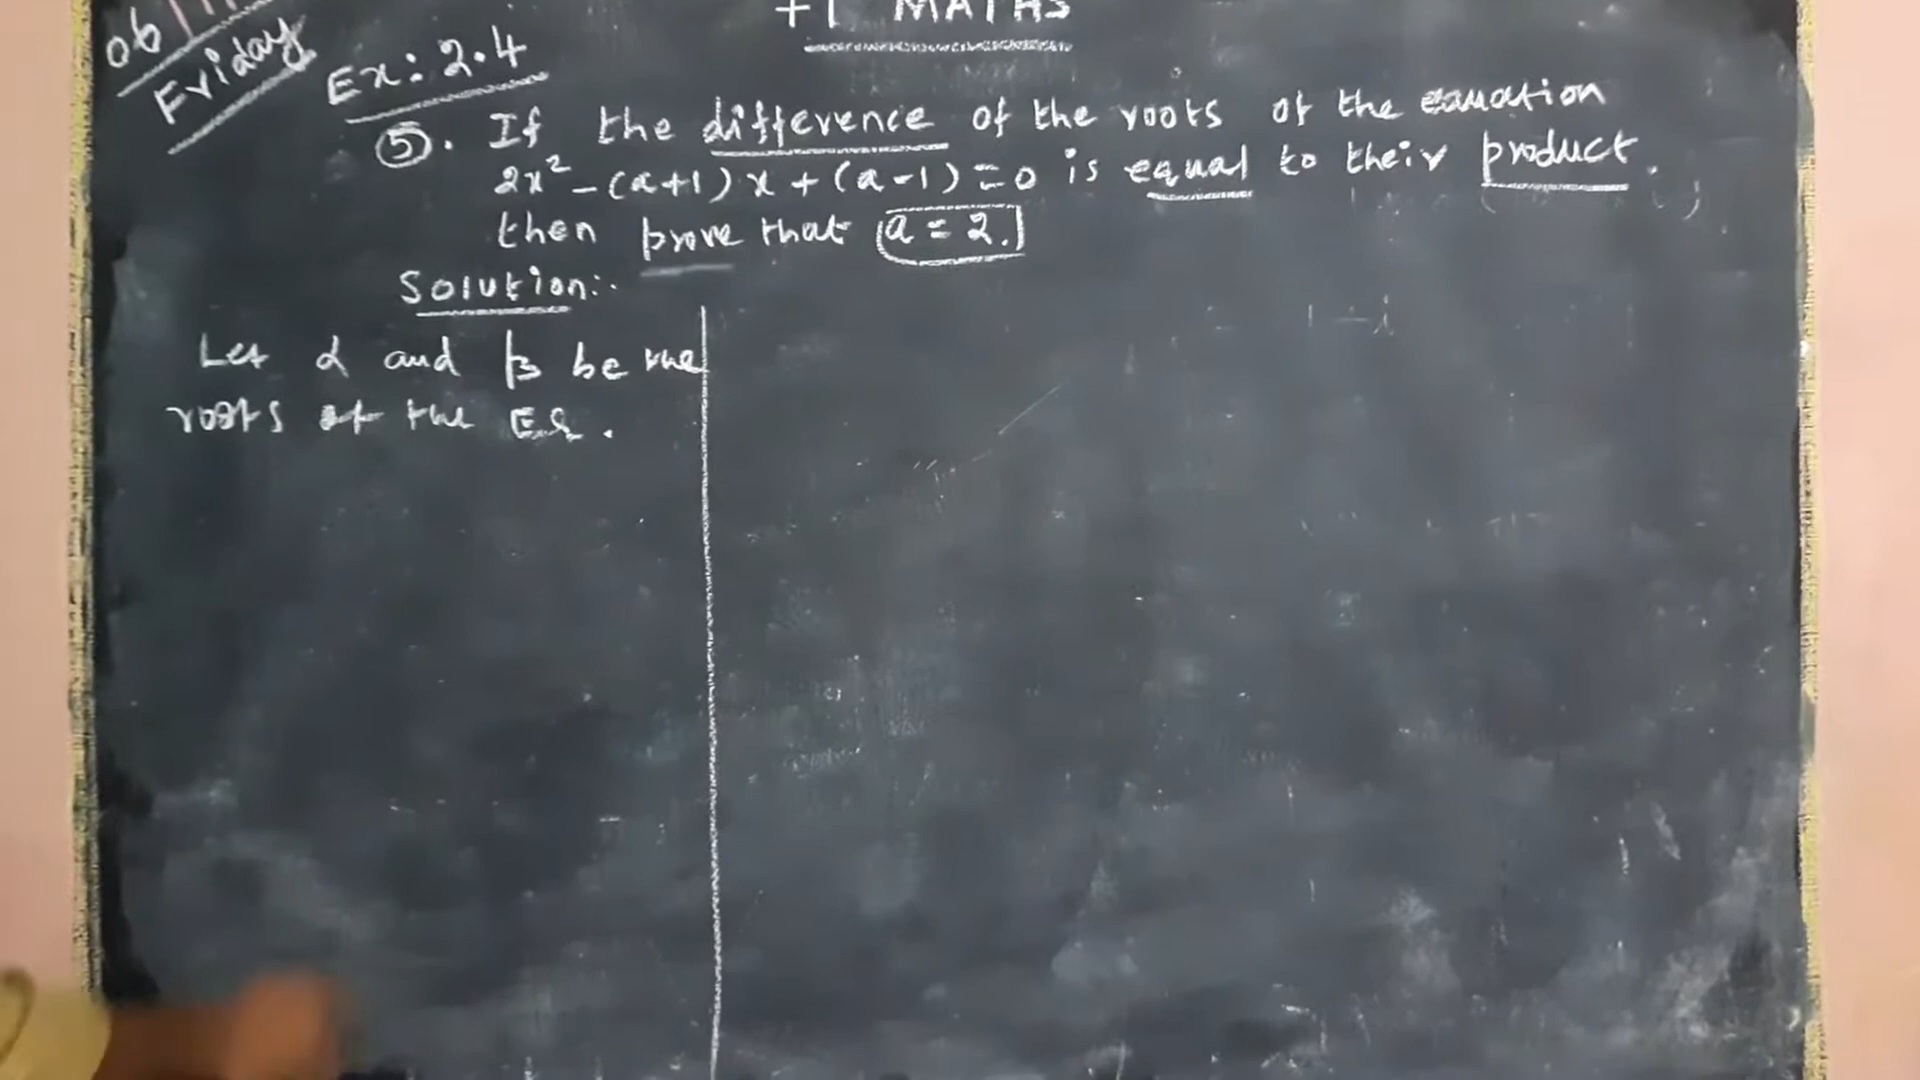 +1 MATHS
06
Friday
Ex: 2.4
5. If the difference of the roots of the equation
2x² - (a+1) x + (a-1) = 0 is equal to their product.
then prove that a = 2.
Solution:
Let α and β be the
roots of the EQ.